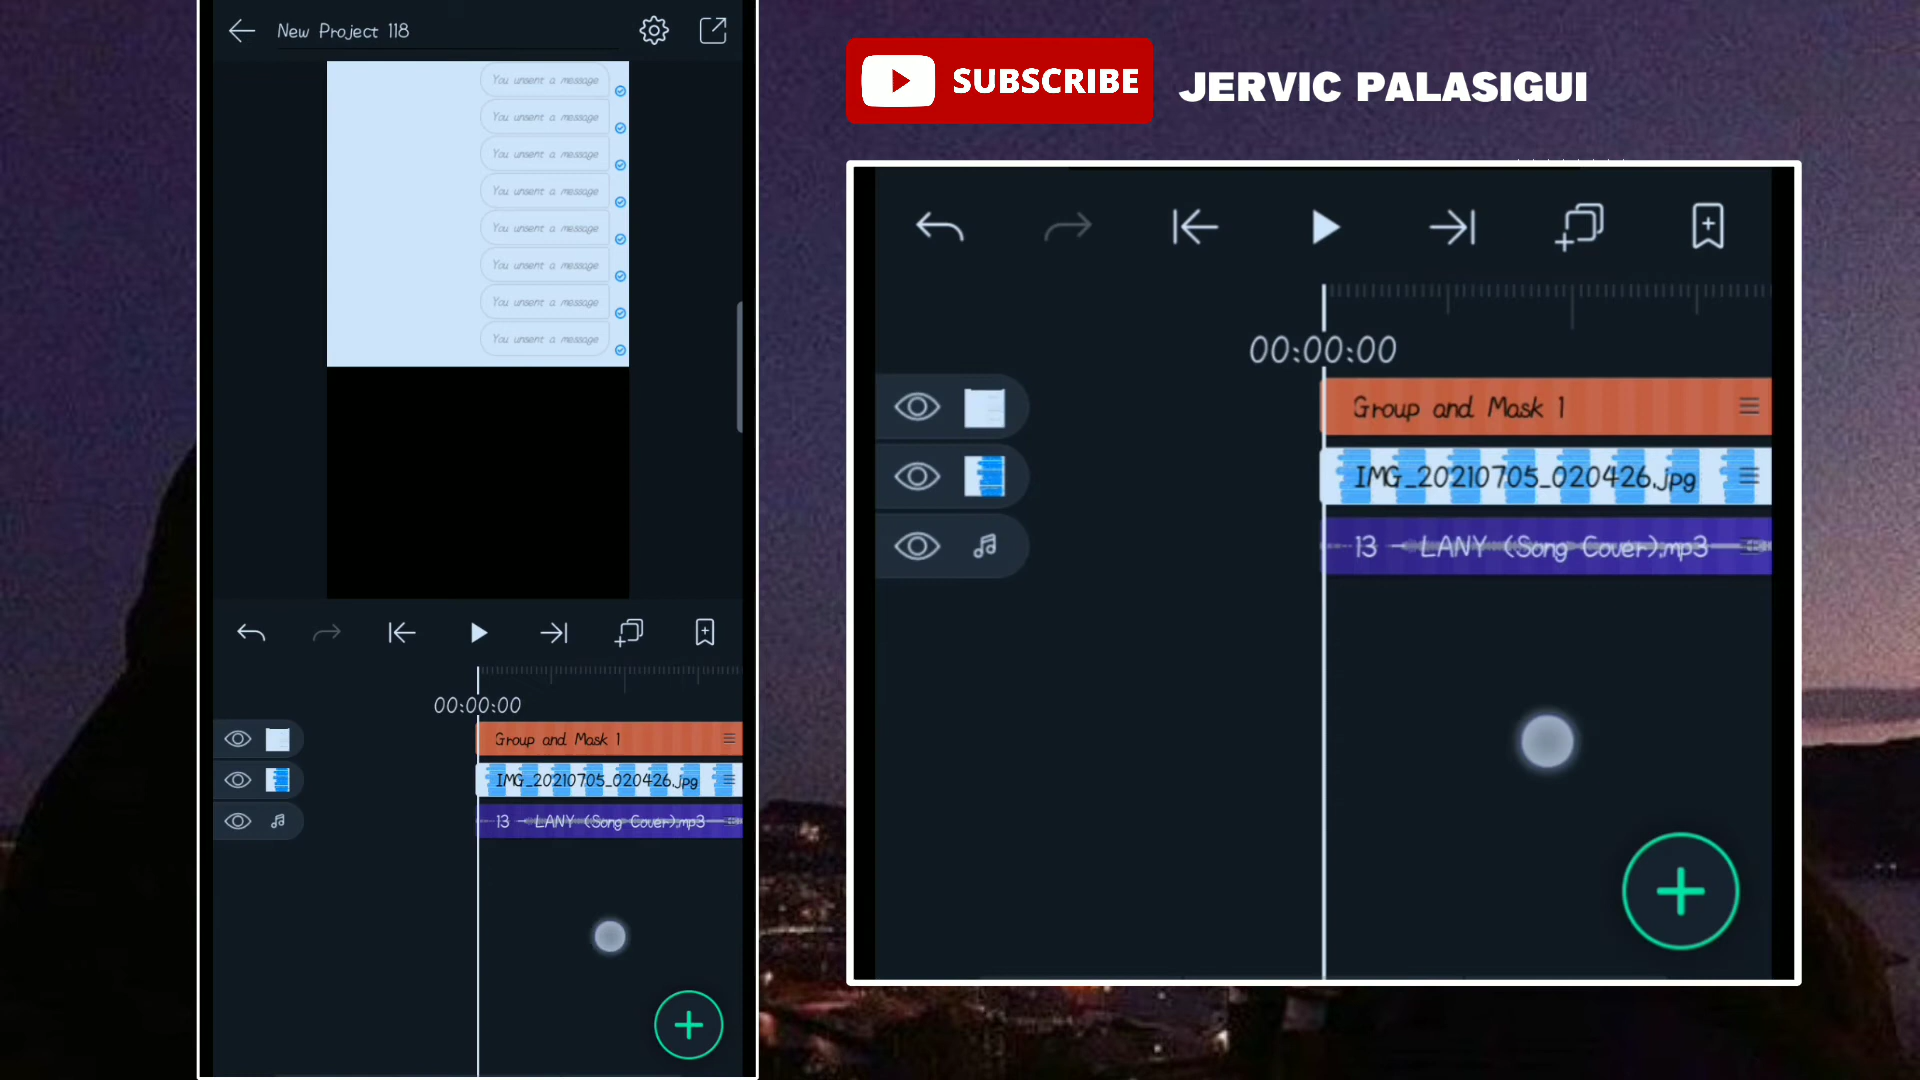 New Project 118
You unsent a message
You unsent a message
You unsent a message
You unsent a message
You unsent a message
You unsent a message
You unsent a message
You unsent a message
00:00:00
Group and Mask 1
IMG_20210705_020426.jpg
13 LANY (Song Cover).mp3
SUBSCRIBE JERVIC PALASIGUI
00:00:00
Group and Mask 1
IMG_20210705_020426.jpg
13 LANY (Song Cover).mp3